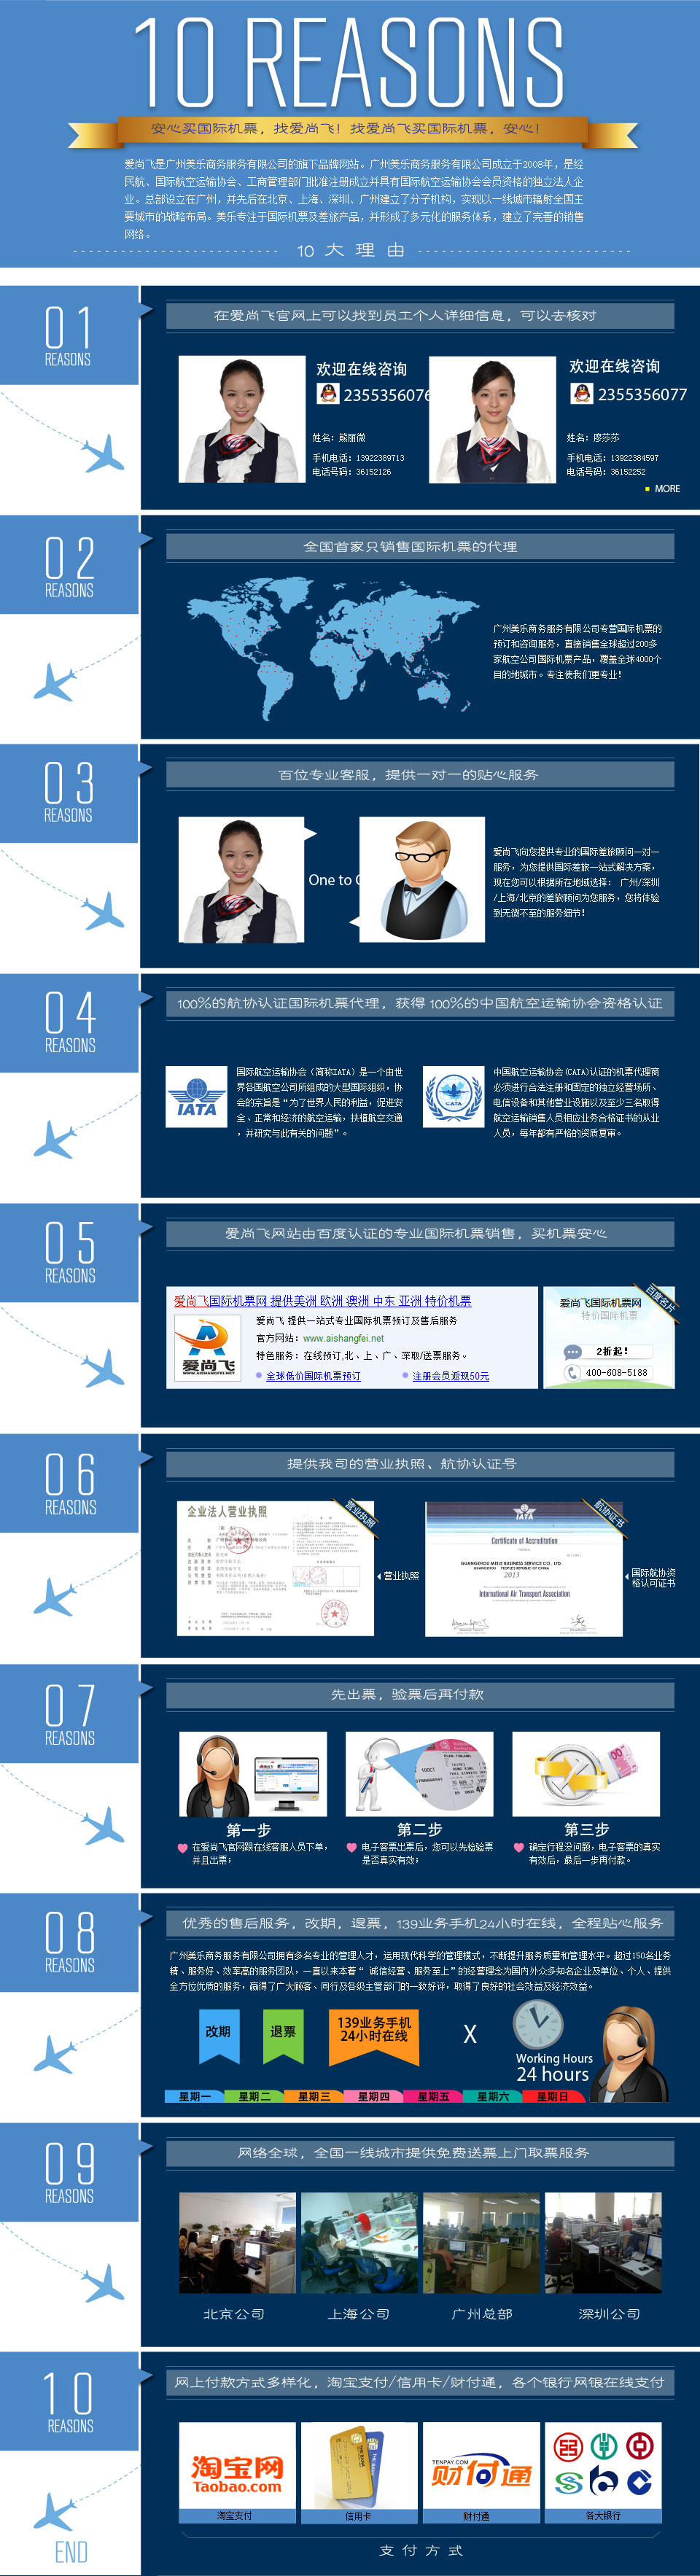 10 REASONS
安心买国际机票，找爱尚飞！找爱尚飞买国际机票，安心！
爱尚飞是广州美乐商务服务有限公司的旗下品牌网站。广州美乐商务服务有限公司成立于2008年，是经
民航、国际航空运输协会、工商管理部门批准注册成立并具有国际航空运输协会会员资格的独立法人企
业。总部设立在广州，并先后在北京、上海、深圳、广州建立了分子机构，实现以一线城市辐射全国主
要城市的战略布局。美乐专注于国际机票及差旅产品，并形成了多元化的服务体系，建立了完善的销售
网络。
10 大 理 由
01
REASONS
在爱尚飞官网上可以找到员工个人详细信息，可以去核对
欢迎在线咨询
2355356076
姓名：熊丽微
手机电话：13922389713
电话号码：36152126
欢迎在线咨询
2355356077
姓名：廖莎莎
手机电话：13922384597
电话号码：36152252
MORE
02
REASONS
全国首家只销售国际机票的代理
广州美乐商务服务有限公司专营国际机票的
预订和咨询服务，直接销售全球超过200多
家航空公司国际机票产品，覆盖全球4000个
目的地城市。专注使我们更专业！
03
REASONS
百位专业客服，提供一对一的贴心服务
One to
爱尚飞向您提供专业的国际差旅顾问一对一
服务，为您提供国际差旅一站式解决方案，
现在您可以根据所在地域选择： 广州/深圳
/上海/北京的差旅顾问为您服务，您将体验
到无微不至的服务细节！
04
REASONS
100%的航协认证国际机票代理，获得 100%的中国航空运输协会资格认证
IATA
国际航空运输协会（简称IATA）是一个由世
界各国航空公司所组成的大型国际组织，协
会的宗旨是“为了世界人民的利益，促进安
全、正常和经济的航空运输，扶植航空交通
，并研究与此有关的问题”。
CATA
中国航空运输协会(CATA)认证的机票代理商
必须进行合法注册和固定的独立经营场所、
电信设备和其他营业设施以及至少三名取得
航空运输销售人员相应业务合格证书的从业
人员，每年都有严格的资质复审。
05
REASONS
爱尚飞网站由百度认证的专业国际机票销售，买机票安心
爱尚飞国际机票网 提供美洲 欧洲 澳洲 中东 亚洲 特价机票
爱尚飞
WWW.AISHANGFEI.NET
爱尚飞 提供一站式专业国际机票预订及售后服务
官方网站：www.aishangfei.net
特色服务：在线预订,北、上、广、深取/送票服务。
全球低价国际机票预订
注册会员返现50元
百度名片
爱尚飞国际机票网
特价国际机票
2折起！
400-608-5188
06
REASONS
提供我司的营业执照、航协认证号
企业法人营业执照
营业执照
营业执照
IATA
Certificate of Accreditation
GUANGZHOU MEILE BUSINESS SERVICE CO., LTD.
GUANGZHOU PEOPLE'S REPUBLIC OF CHINA
2013
International Air Transport Association
航协证书
国际航协资
格认可证书
07
REASONS
先出票，验票后再付款
第一步
在爱尚飞官网跟在线客服人员下单，
并且出票；
第二步
电子客票出票后，您可以先检验票
是否真实有效；
第三步
确定行程没问题，电子客票的真实
有效后，最后一步再付款。
08
REASONS
优秀的售后服务，改期，退票，139业务手机24小时在线，全程贴心服务
广州美乐商务服务有限公司拥有多名专业的管理人才，运用现代科学的管理模式，不断提升服务质量和管理水平。超过150名业务
精、服务好、效率高的服务团队，一直以来本着“ 诚信经营、服务至上”的经营理念为国内外众多知名企业及单位、个人、提供
全方位优质的服务，赢得了广大顾客、同行及各级主管部门的一致好评，取得了良好的社会效益及经济效益。
改期
退票
139业务手机
24小时在线
X
Working Hours
24 hours
星期一 星期二 星期三 星期四 星期五 星期六 星期日
09
REASONS
网络全球，全国一线城市提供免费送票上门取票服务
北京公司
上海公司
广州总部
深圳公司
10
REASONS
网上付款方式多样化，淘宝支付/信用卡/财付通，各个银行网银在线支付
淘宝网
Taobao.com
淘宝支付
信用卡
TENPAY.COM
财付通
财付通
各大银行
END
支 付 方 式